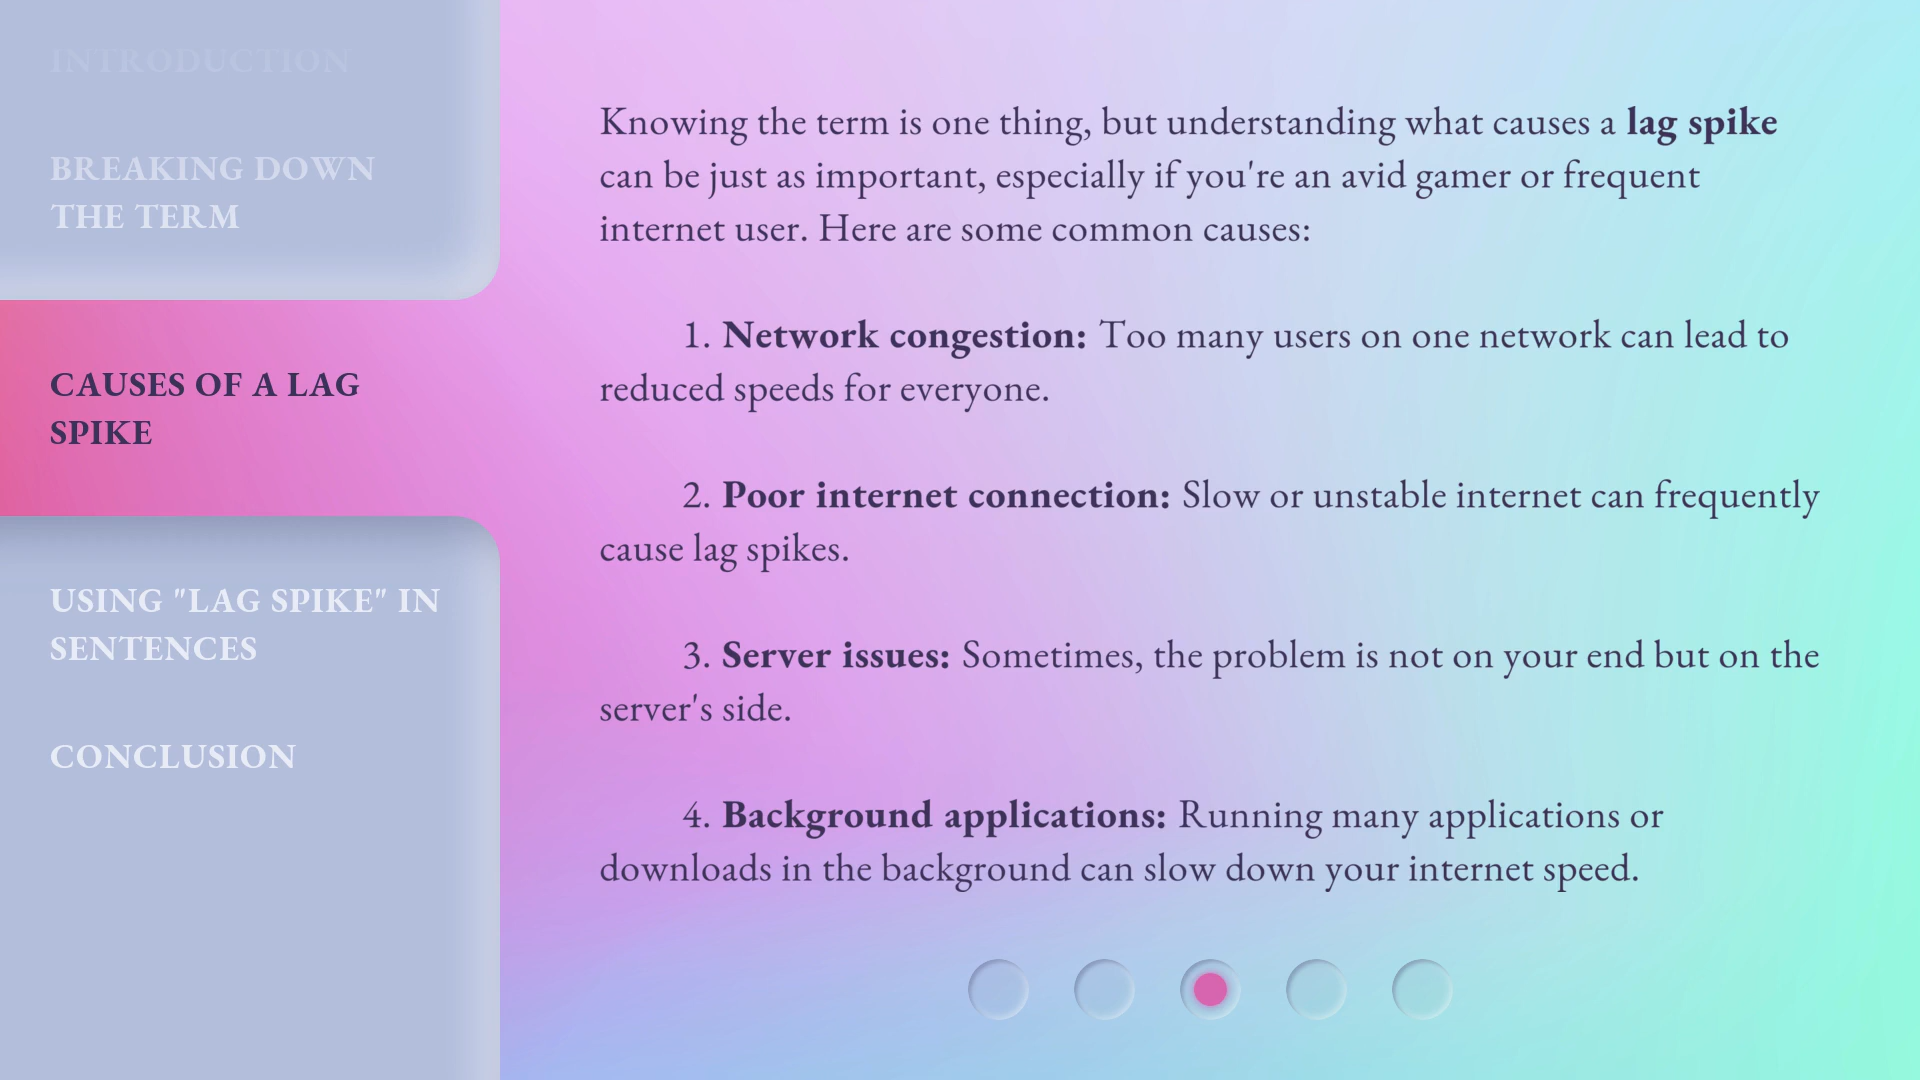 INTRODUCTION
BREAKING DOWN
THE TERM
CAUSES OF A LAG
SPIKE
USING "LAG SPIKE" IN
SENTENCES
CONCLUSION
Knowing the term is one thing, but understanding what causes a lag spike
can be just as important, especially if you're an avid gamer or frequent
internet user. Here are some common causes:
1. Network congestion: Too many users on one network can lead to
reduced speeds for everyone.
2. Poor internet connection: Slow or unstable internet can frequently
cause lag spikes.
3. Server issues: Sometimes, the problem is not on your end but on the
server's side.
4. Background applications: Running many applications or
downloads in the background can slow down your internet speed.